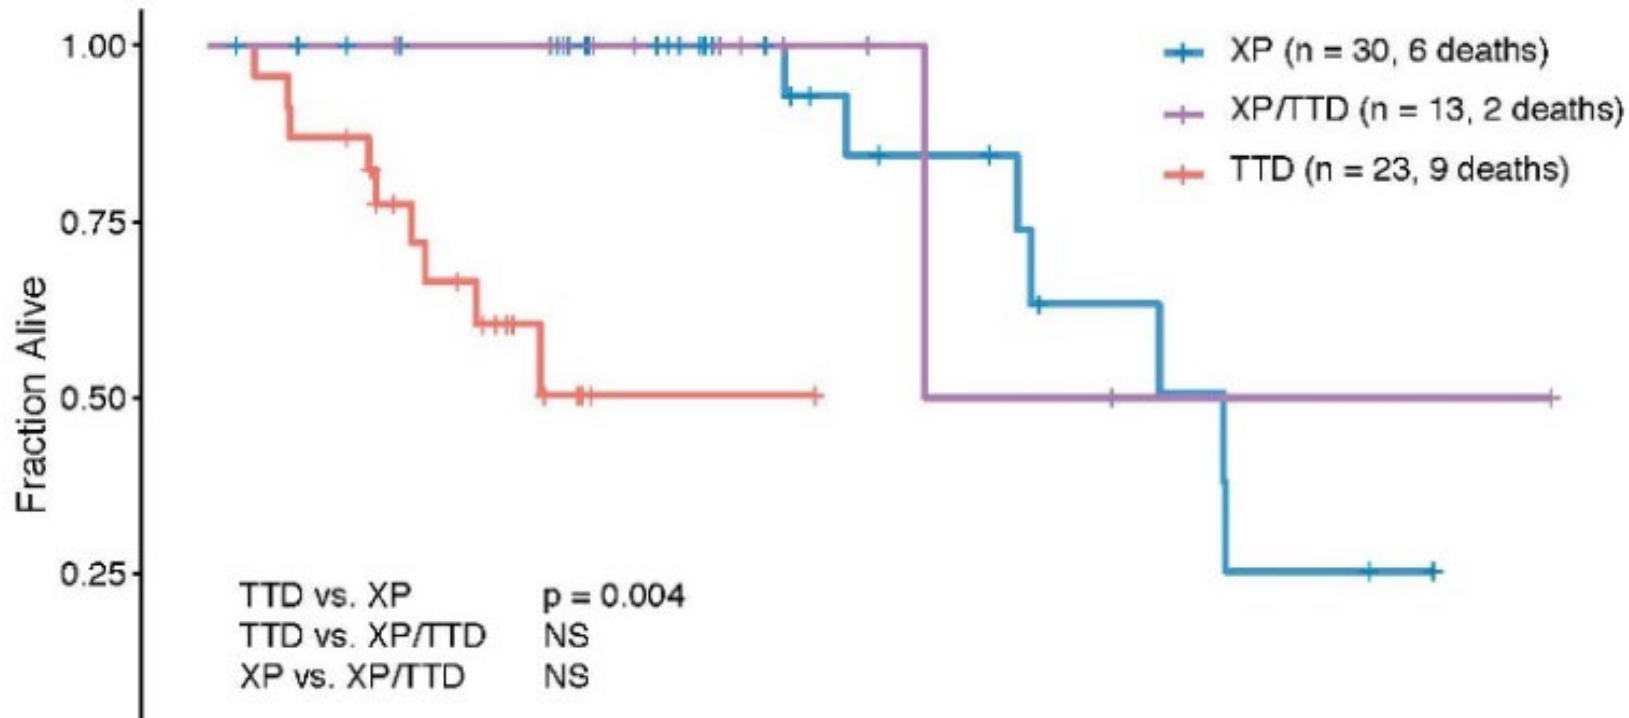 1.00
0.75
0.50
0.25
Fraction Alive
XP (n = 30, 6 deaths)
XP/TTD (n = 13, 2 deaths)
TTD (n = 23, 9 deaths)
TTD vs. XP p = 0.004
TTD vs. XP/TTD NS
XP vs. XP/TTD NS